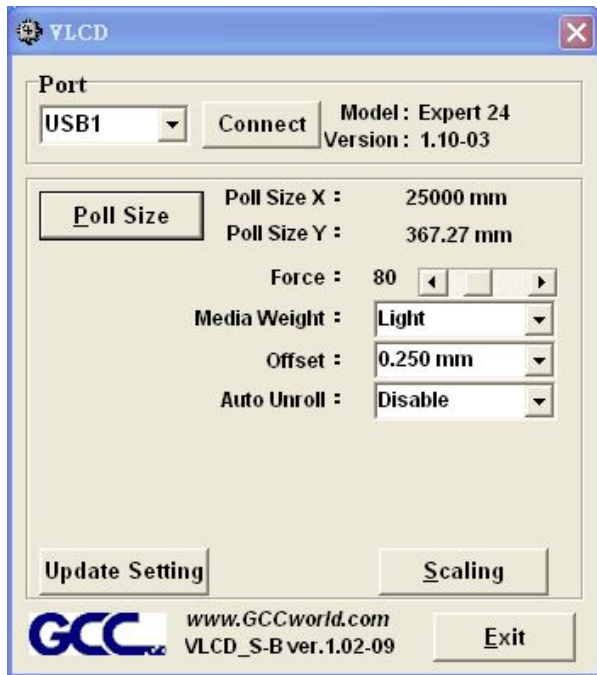 VLCD
Port
USB1
Connect
Model : Expert 24
Version : 1.10-03
Poll Size
Poll Size X : 25000 mm
Poll Size Y : 367.27 mm
Force : 80
Media Weight : Light
Offset : 0.250 mm
Auto Unroll : Disable
Update Setting
Scaling
GCC
www.GCCworld.com
VLCD_S-B ver.1.02-09
Exit